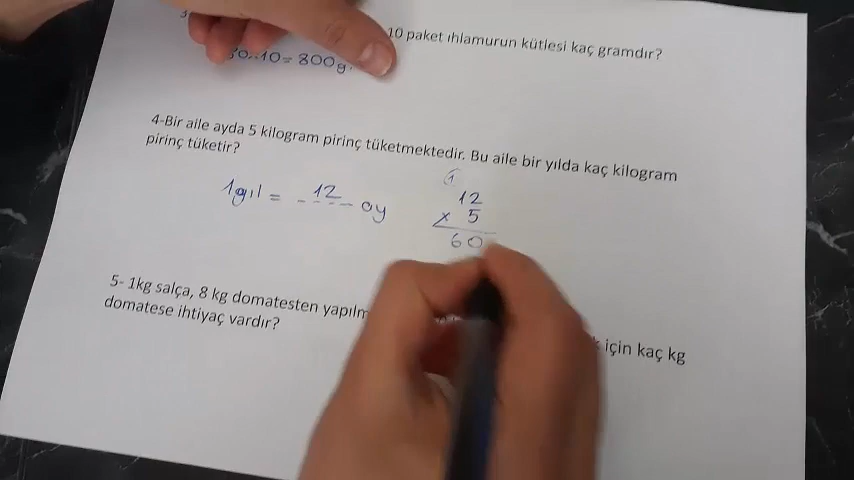 10 paket ıhlamurun kütlesi kaç gramdır?
10 = 800g.
4-Bir aile ayda 5 kilogram pirinç tüketmektedir. Bu aile bir yılda kaç kilogram
pirinç tüketir?
1yıl = 12 ay
1
12
x 5
60
5- 1kg salça, 8 kg domatesten için kaç kg
domatese ihtiyaç vardır?